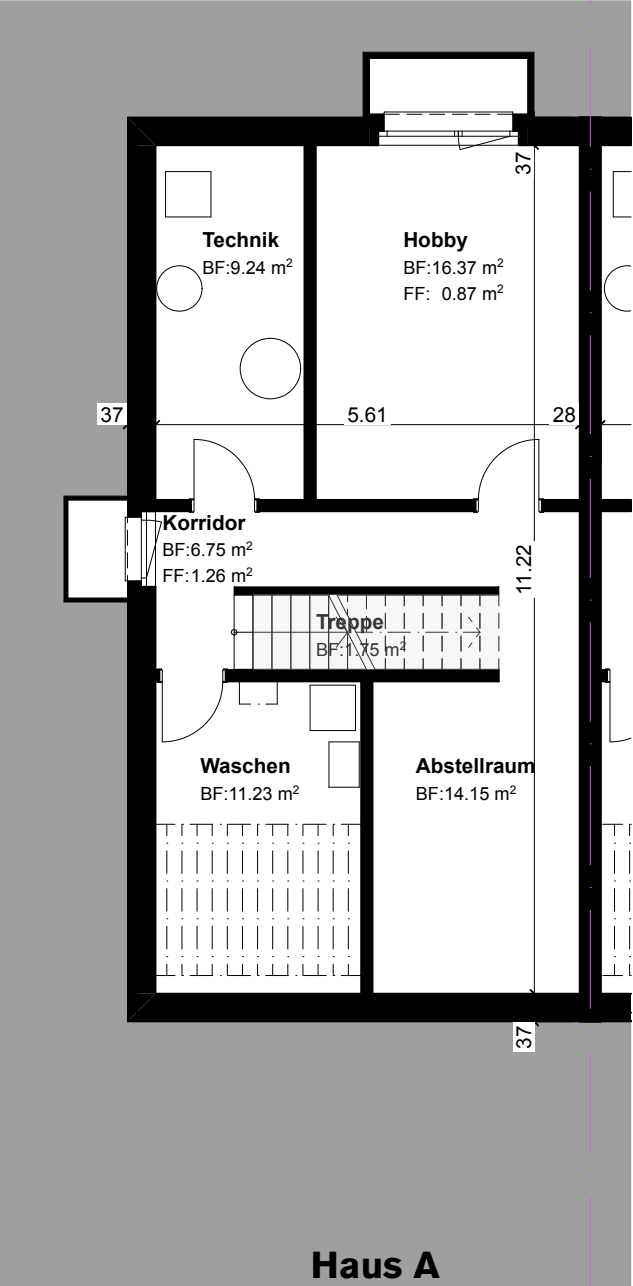 37
Technik
BF:9.24 m²
Hobby
BF:16.37 m²
FF: 0.87 m²
37
5.61
28
Korridor
BF:6.75 m²
FF:1.26 m²
11.22
Treppe
BF:1.75 m²
Waschen
BF:11.23 m²
Abstellraum
BF:14.15 m²
37
Haus A